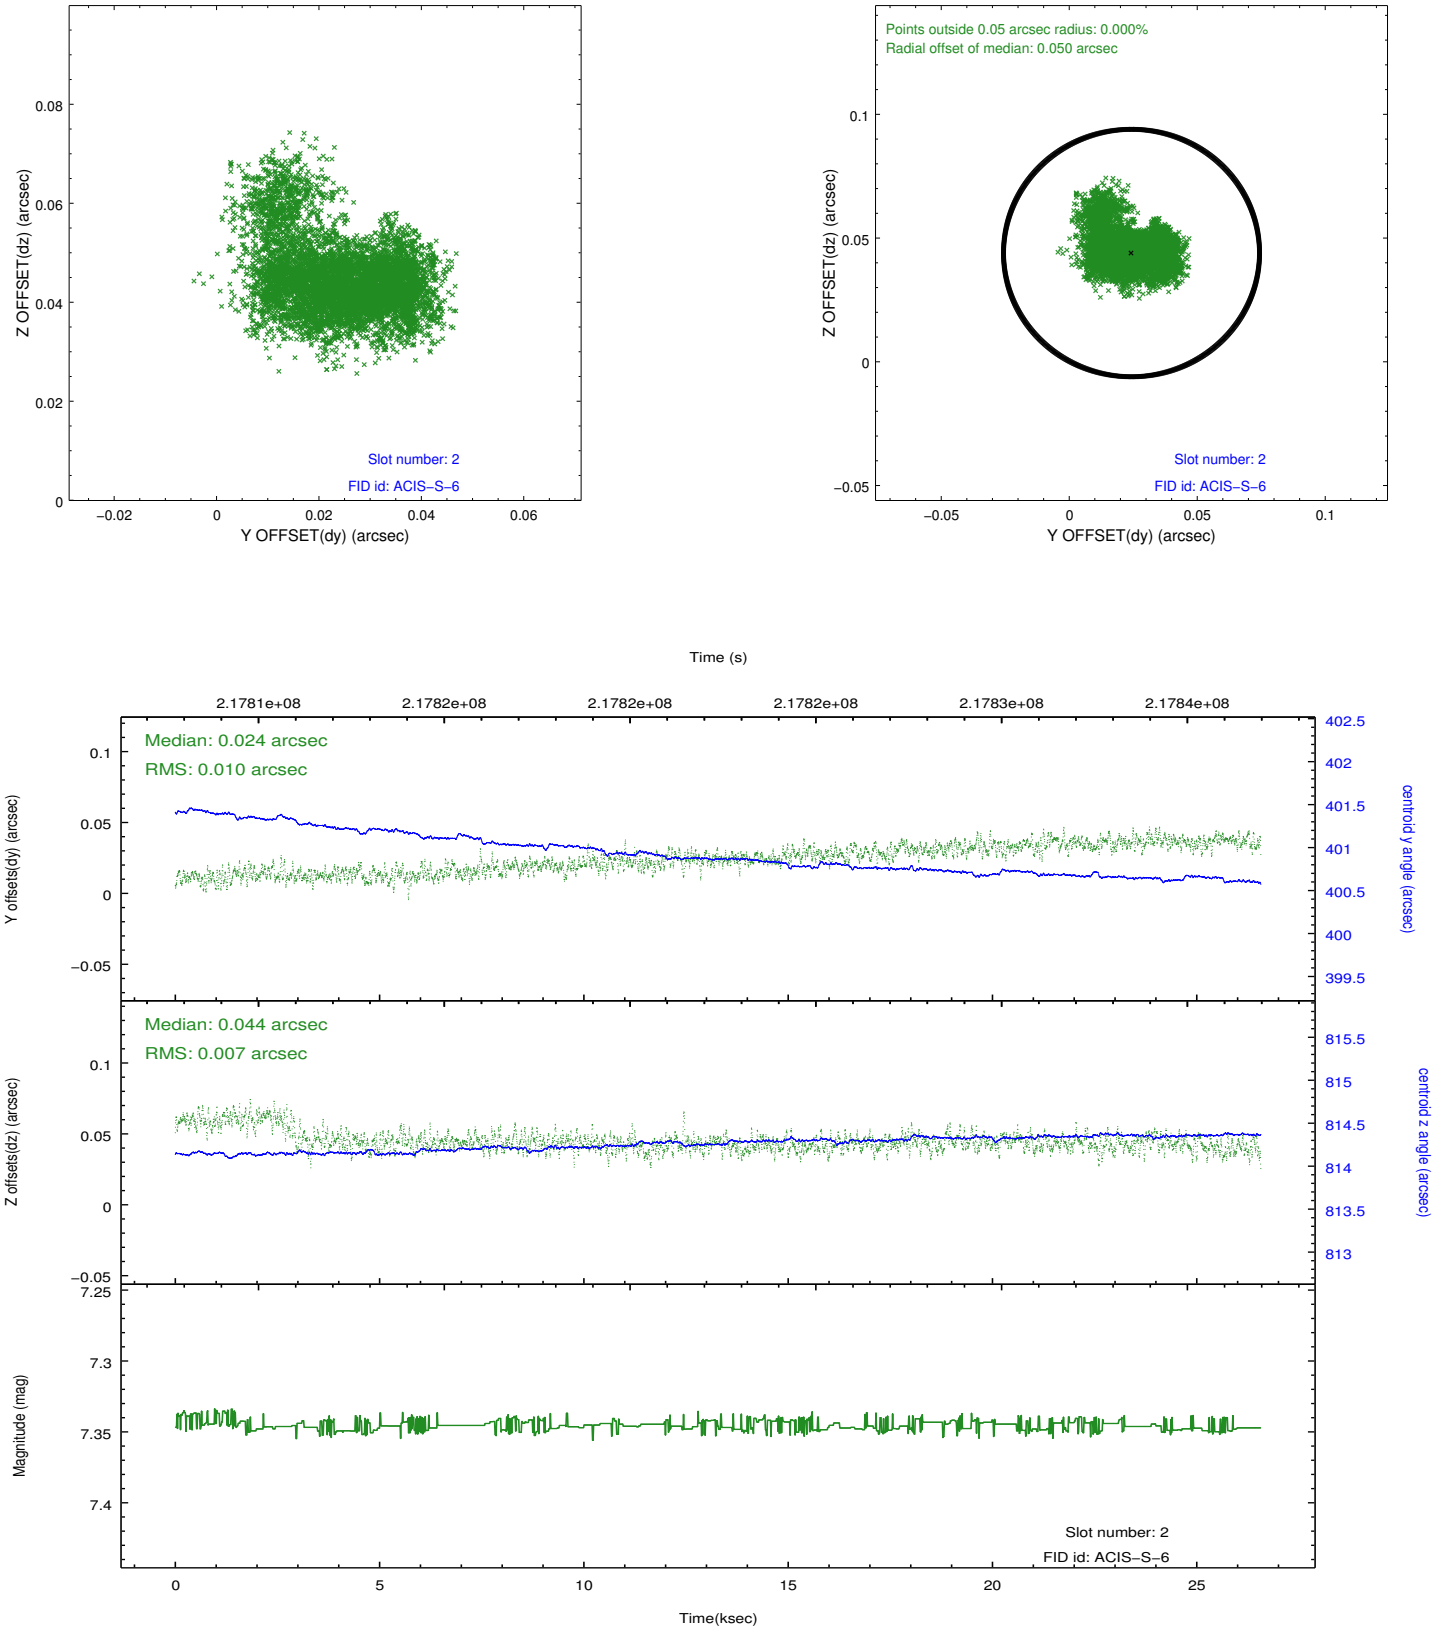 0.08
0.06
0.04
0.02
0
Z OFFSET(dz) (arcsec)
Slot number: 2
FID id: ACIS−S−6
−0.02
0
0.02
0.04
0.06
Y OFFSET(dy) (arcsec)
Points outside 0.05 arcsec radius: 0.000%
Radial offset of median: 0.050 arcsec
0.1
0.05
0
−0.05
Z OFFSET(dz) (arcsec)
Slot number: 2
FID id: ACIS−S−6
−0.05
0
0.05
0.1
Y OFFSET(dy) (arcsec)
Time (s)
2.1781e+08
2.1782e+08
2.1782e+08
2.1782e+08
2.1783e+08
2.1784e+08
Median: 0.024 arcsec
RMS: 0.010 arcsec
0.1
0.05
0
−0.05
Y offsets(dy) (arcsec)
402.5
402
401.5
401
400.5
400
399.5
centroid y angle (arcsec)
Median: 0.044 arcsec
RMS: 0.007 arcsec
0.1
0.05
0
−0.05
Z offsets(dz) (arcsec)
815.5
815
814.5
814
813.5
813
centroid z angle (arcsec)
7.25
7.3
7.35
7.4
Magnitude (mag)
Slot number: 2
FID id: ACIS−S−6
0
5
10
15
20
25
Time(ksec)